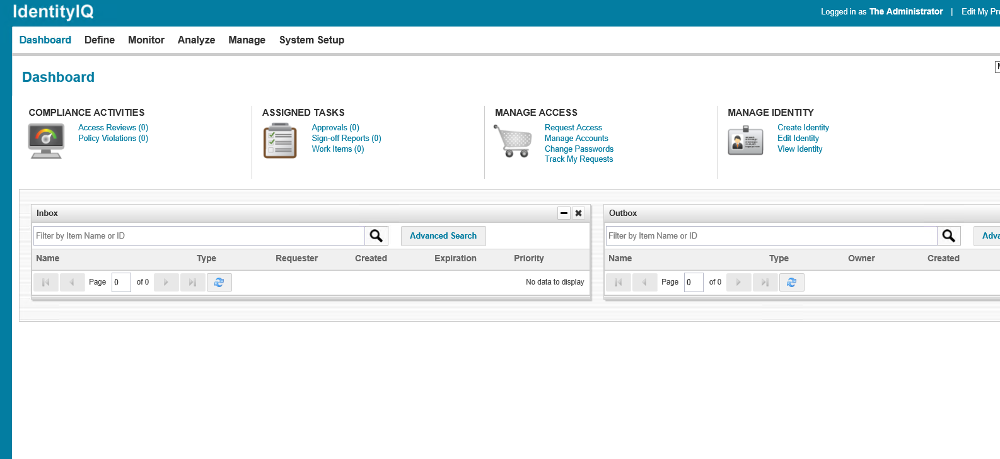 IdentityIQ
Logged in as The Administrator | Edit My
Dashboard Define Monitor Analyze Manage System Setup
Dashboard
COMPLIANCE ACTIVITIES
Access Reviews (0)
Policy Violations (0)
ASSIGNED TASKS
Approvals (0)
Sign-off Reports (0)
Work Items (0)
MANAGE ACCESS
Request Access
Manage Accounts
Change Passwords
Track My Requests
MANAGE IDENTITY
Create Identity
Edit Identity
View Identity
Inbox
Filter by Item Name or ID
Advanced Search
Name Type Requester Created Expiration Priority
Page 0 of 0 No data to display
Outbox
Filter by Item Name or ID
Name Type Owner Created
Page 0 of 0